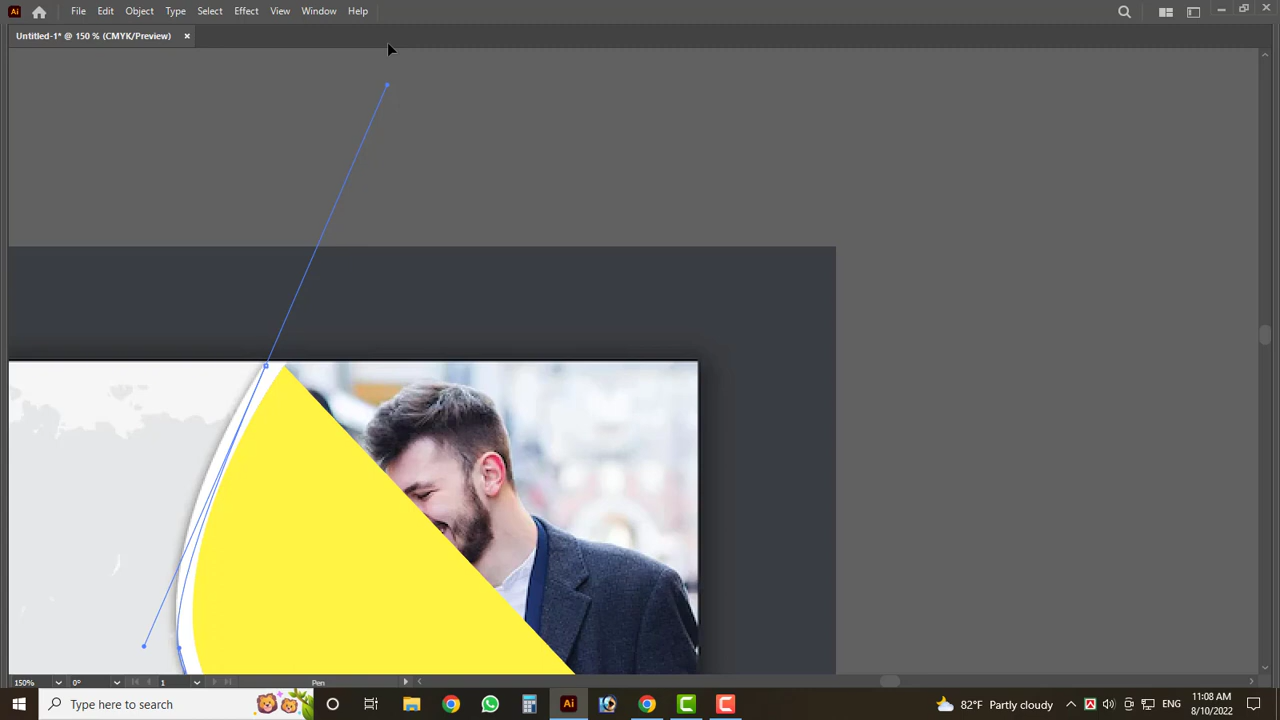 Ai File Edit Object Type Select Effect View Window Help
Untitled-1* @ 150 % (CMYK/Preview) ×
150% 0° 1 Pen
Type here to search Ai C C 82°F Partly cloudy A ENG 11:08 AM
8/10/2022